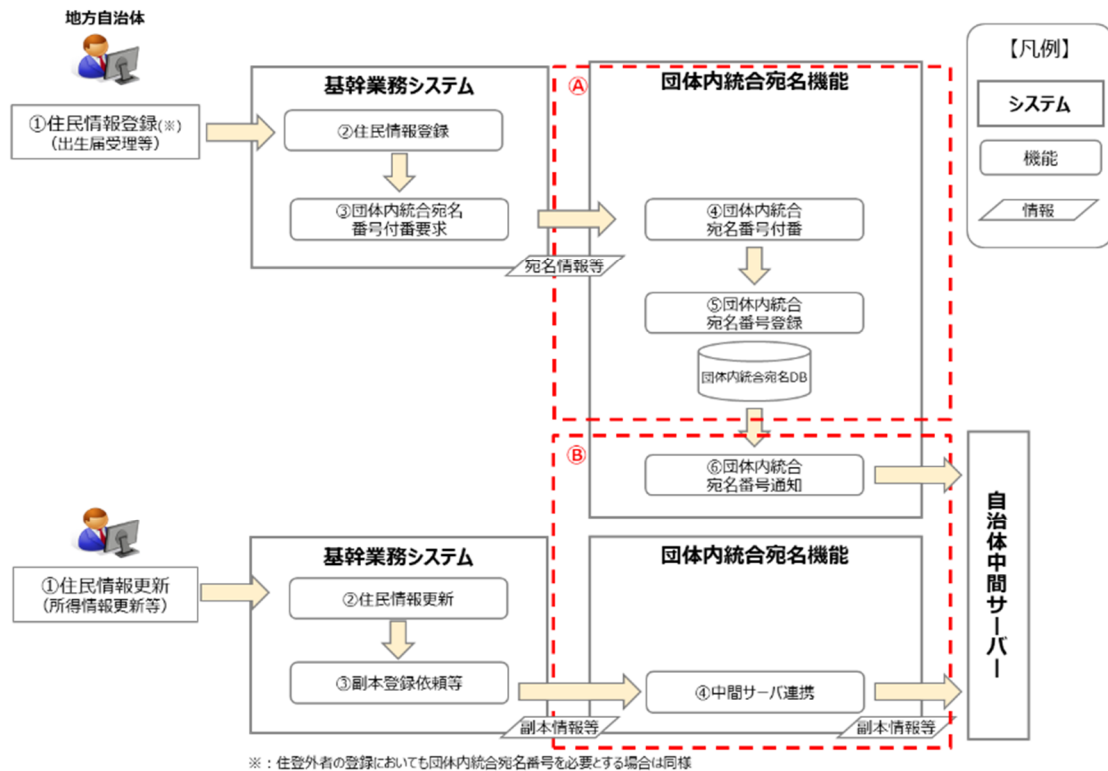 地方自治体
①住民情報登録(※)
（出生届受理等）
基幹業務システム
②住民情報登録
③団体内統合宛名
番号付番要求
宛名情報等
Ⓐ
団体内統合宛名機能
④団体内統合
宛名番号付番
⑤団体内統合
宛名番号登録
団体内統合宛名DB
Ⓑ
⑥団体内統合
宛名番号通知
【凡例】
システム
機能
情報
自治体中間サーバー
①住民情報更新
（所得情報更新等）
基幹業務システム
②住民情報更新
③副本登録依頼等
副本情報等
団体内統合宛名機能
④中間サーバ連携
副本情報等
※：住登外者の登録においても団体内統合宛名番号を必要とする場合は同様